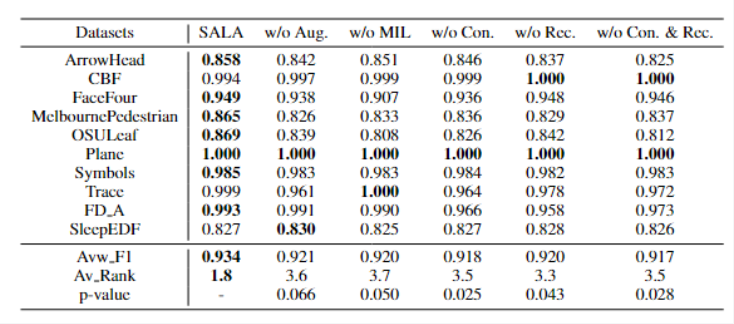 Datasets SALA w/o Aug. w/o MIL w/o Con. w/o Rec. w/o Con. & Rec.
ArrowHead 0.858 0.842 0.851 0.846 0.837 0.825
CBF 0.994 0.997 0.999 0.999 1.000 1.000
FaceFour 0.949 0.938 0.907 0.936 0.948 0.946
MelbournePedestrian 0.865 0.826 0.833 0.836 0.829 0.837
OSULeaf 0.869 0.839 0.808 0.826 0.842 0.812
Plane 1.000 1.000 1.000 1.000 1.000 1.000
Symbols 0.985 0.983 0.983 0.984 0.982 0.983
Trace 0.999 0.961 1.000 0.964 0.978 0.972
FD_A 0.993 0.991 0.990 0.966 0.958 0.973
SleepEDF 0.827 0.830 0.825 0.827 0.828 0.826
Avw_F1 0.934 0.921 0.920 0.918 0.920 0.917
Av_Rank 1.8 3.6 3.7 3.5 3.3 3.5
p-value - 0.066 0.050 0.025 0.043 0.028